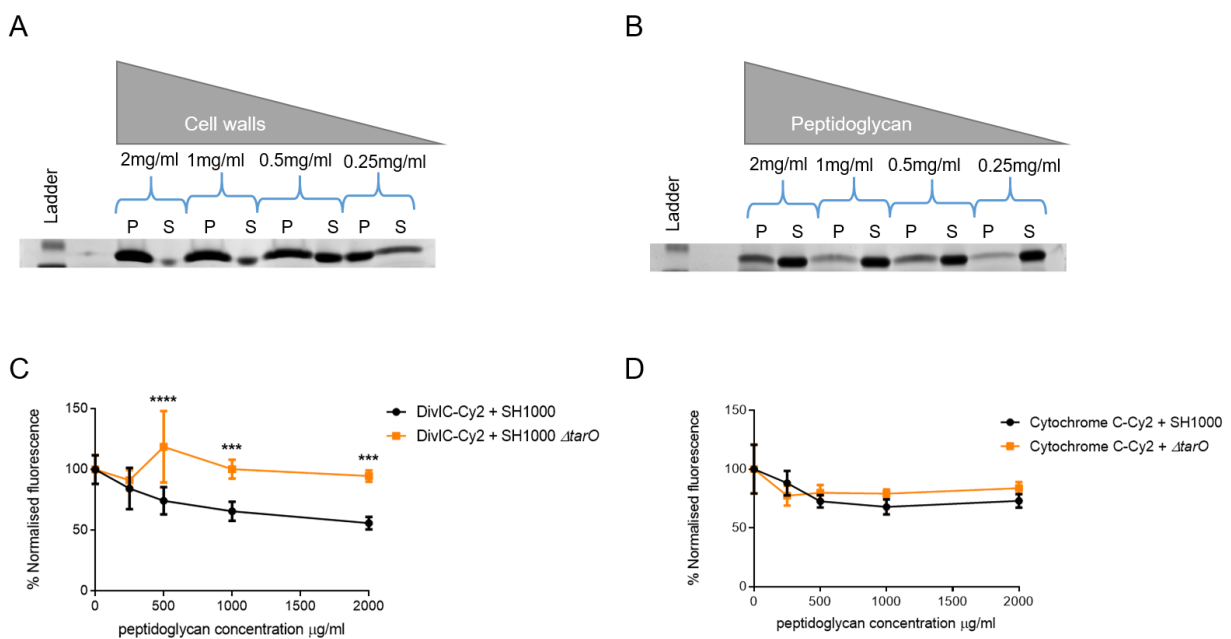 A
Cell walls
2mg/ml 1mg/ml 0.5mg/ml 0.25mg/ml
Ladder
P S P S P S P S
B
Peptidoglycan
2mg/ml 1mg/ml 0.5mg/ml 0.25mg/ml
Ladder
P S P S P S P S
C
% Normalised fluorescence
150
100
50
0
**** *** ***
0 500 1000 1500 2000
peptidoglycan concentration μg/ml
DivIC-Cy2 + SH1000
DivIC-Cy2 + SH1000 ΔtarO
D
% Normalised fluorescence
150
100
50
0
0 500 1000 1500 2000
peptidoglycan concentration μg/ml
Cytochrome C-Cy2 + SH1000
Cytochrome C-Cy2 + ΔtarO